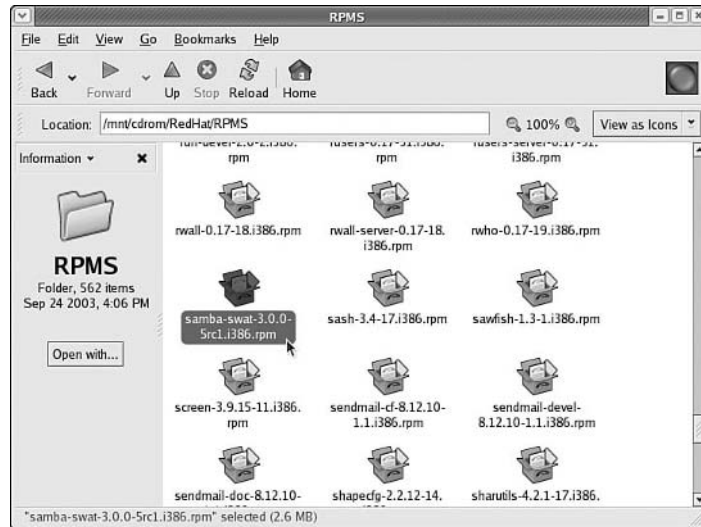 RPMS
File Edit View Go Bookmarks Help
Back Forward Up Stop Reload Home
Location: /mnt/cdrom/RedHat/RPMS 100% View as Icons
Information
rpm rpm i386.rpm
rwall-0.17-18.i386.rpm rwall-server-0.17-18. rwho-0.17-19.i386.rpm
i386.rpm
RPMS
Folder, 562 items
Sep 24 2003, 4:06 PM
samba-swat-3.0.0- sash-3.4-17.i386.rpm sawfish-1.3-1.i386.rpm
5rc1.i386.rpm
Open with...
screen-3.9.15-11.i386. sendmail-cf-8.12.10- sendmail-devel-
rpm 1.1.i386.rpm 8.12.10-1.1.i386.rpm
sendmail-doc-8.12.10- shapecfg-2.2.12-14. sharutils-4.2.1-17.i386.
"samba-swat-3.0.0-5rc1.i386.rpm" selected (2.6 MB)